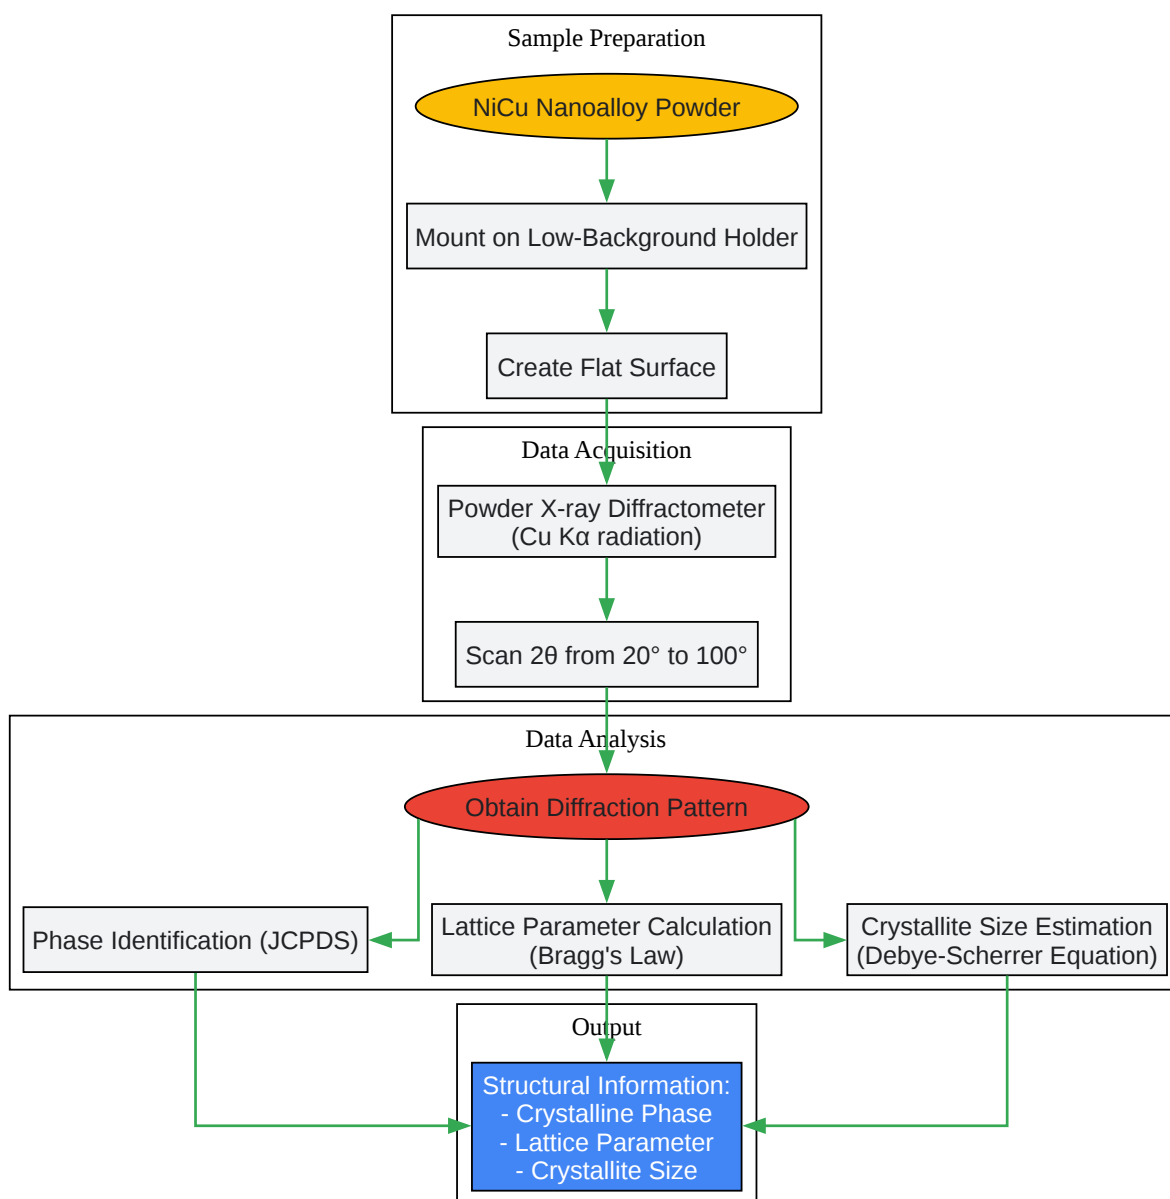 Sample Preparation
NiCu Nanoalloy Powder
Mount on Low-Background Holder
Create Flat Surface
Data Acquisition
Powder X-ray Diffractometer
(Cu Kα radiation)
Scan 2θ from 20° to 100°
Data Analysis
Obtain Diffraction Pattern
Phase Identification (JCPDS)
Lattice Parameter Calculation
(Bragg's Law)
Crystallite Size Estimation
(Debye-Scherrer Equation)
Output
Structural Information:
- Crystalline Phase
- Lattice Parameter
- Crystallite Size